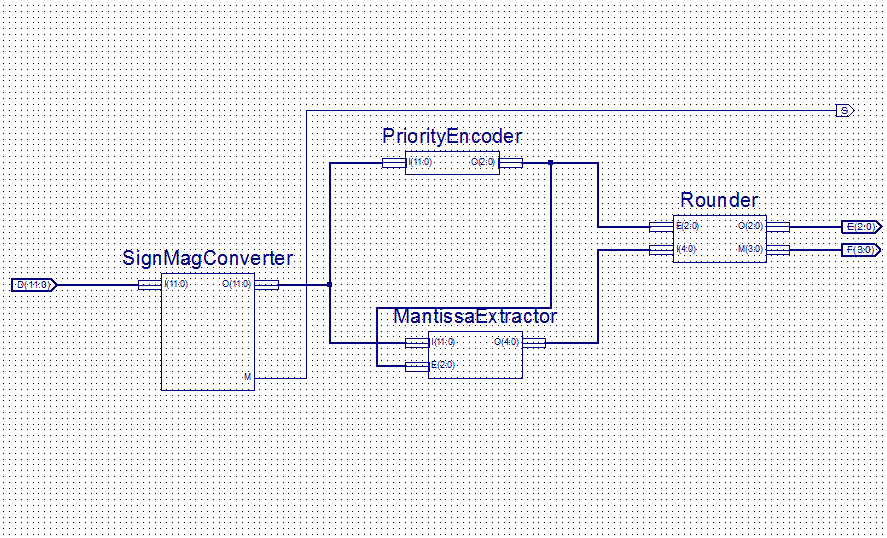 S
PriorityEncoder
I(11:0) O(2:0)
Rounder
E(2:0) O(2:0) E(2:0)
I(4:0) M(3:0) F(3:0)
SignMagConverter
D(11:0) I(11:0) O(11:0)
M
MantissaExtractor
I(11:0) O(4:0)
E(2:0)